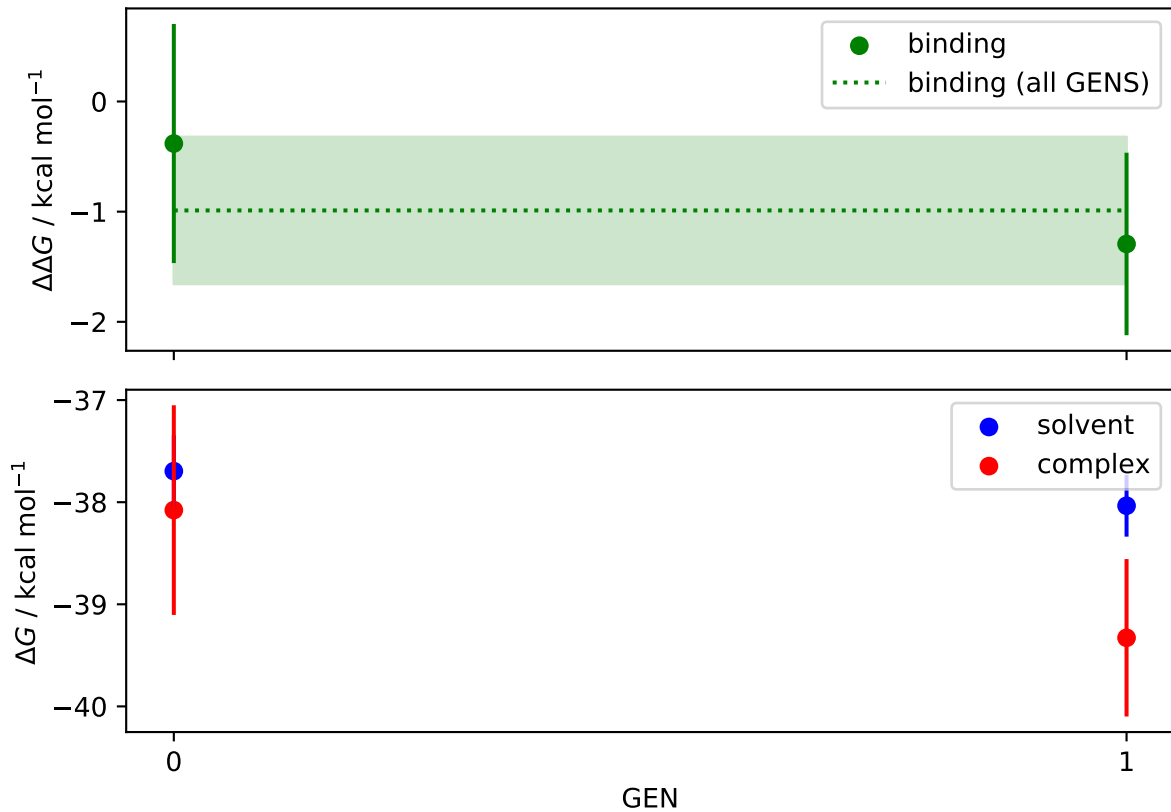 binding
binding (all GENS)
0
−1
−2
ΔΔG / kcal mol⁻¹
solvent
complex
−37
−38
−39
−40
ΔG / kcal mol⁻¹
0 1
GEN